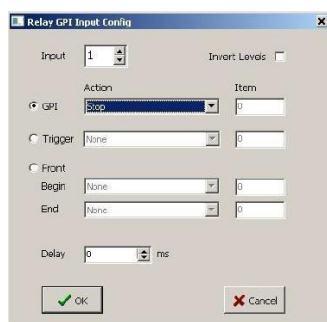 Relay GPI Input Config
Input 1 Invert Levels
Action Item
GPI Stop 0
Trigger None 0
Front
Begin None 0
End None 0
Delay 0 ms
OK Cancel